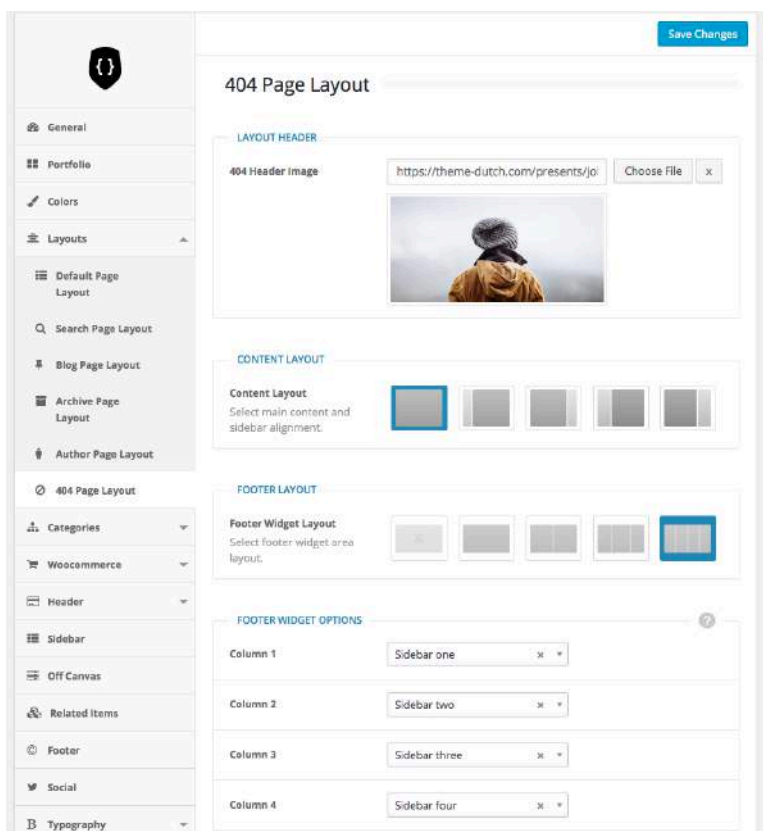 Save Changes
{ }
404 Page Layout
General
Portfolio
Colors
Layouts
Default Page
Layout
Search Page Layout
Blog Page Layout
Archive Page
Layout
Author Page Layout
404 Page Layout
Categories
Woocommerce
Header
Sidebar
Off Canvas
Related Items
Footer
Social
B Typography
LAYOUT HEADER
404 Header Image
https://theme-dutch.com/presents/jo
Choose File
x
CONTENT LAYOUT
Content Layout
Select main content and
sidebar alignment.
FOOTER LAYOUT
Footer Widget Layout
Select footer widget area
layout.
FOOTER WIDGET OPTIONS
?
Column 1
Sidebar one
×
Column 2
Sidebar two
×
Column 3
Sidebar three
×
Column 4
Sidebar four
×